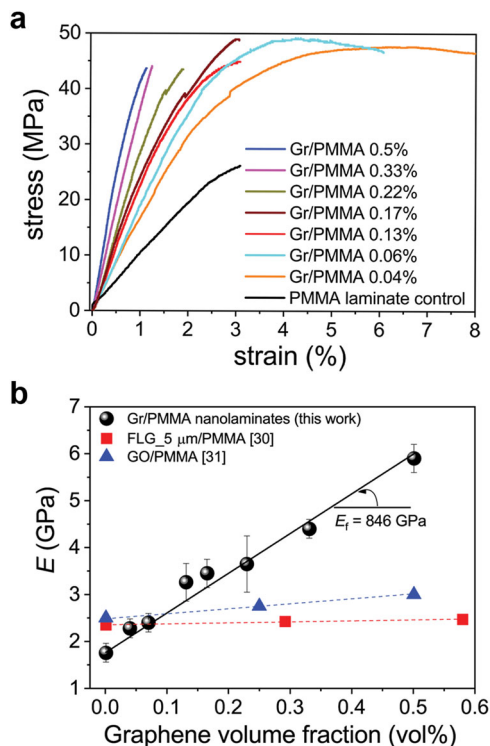 a
50
40
30
20
10
0
stress (MPa)
Gr/PMMA 0.5%
Gr/PMMA 0.33%
Gr/PMMA 0.22%
Gr/PMMA 0.17%
Gr/PMMA 0.13%
Gr/PMMA 0.06%
Gr/PMMA 0.04%
PMMA laminate control
0 1 2 3 4 5 6 7 8
strain (%)
b
7
6
5
4
3
2
1
E (GPa)
Gr/PMMA nanolaminates (this work)
FLG_5 μm/PMMA [30]
GO/PMMA [31]
E_f = 846 GPa
0.0 0.1 0.2 0.3 0.4 0.5 0.6
Graphene volume fraction (vol%)